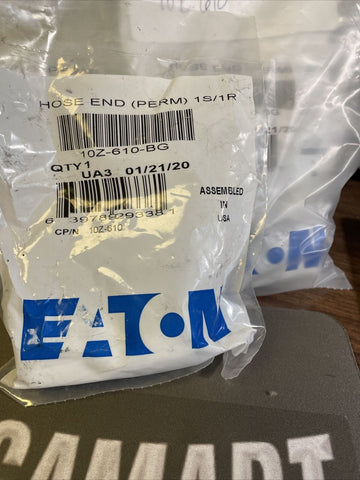 HOSE END (PERM) 1S/1R
10Z-610-BG
QTY1
UA3 01/21/20
ASSEMBLED
IN
USA
CP/N 10Z-610
EATON